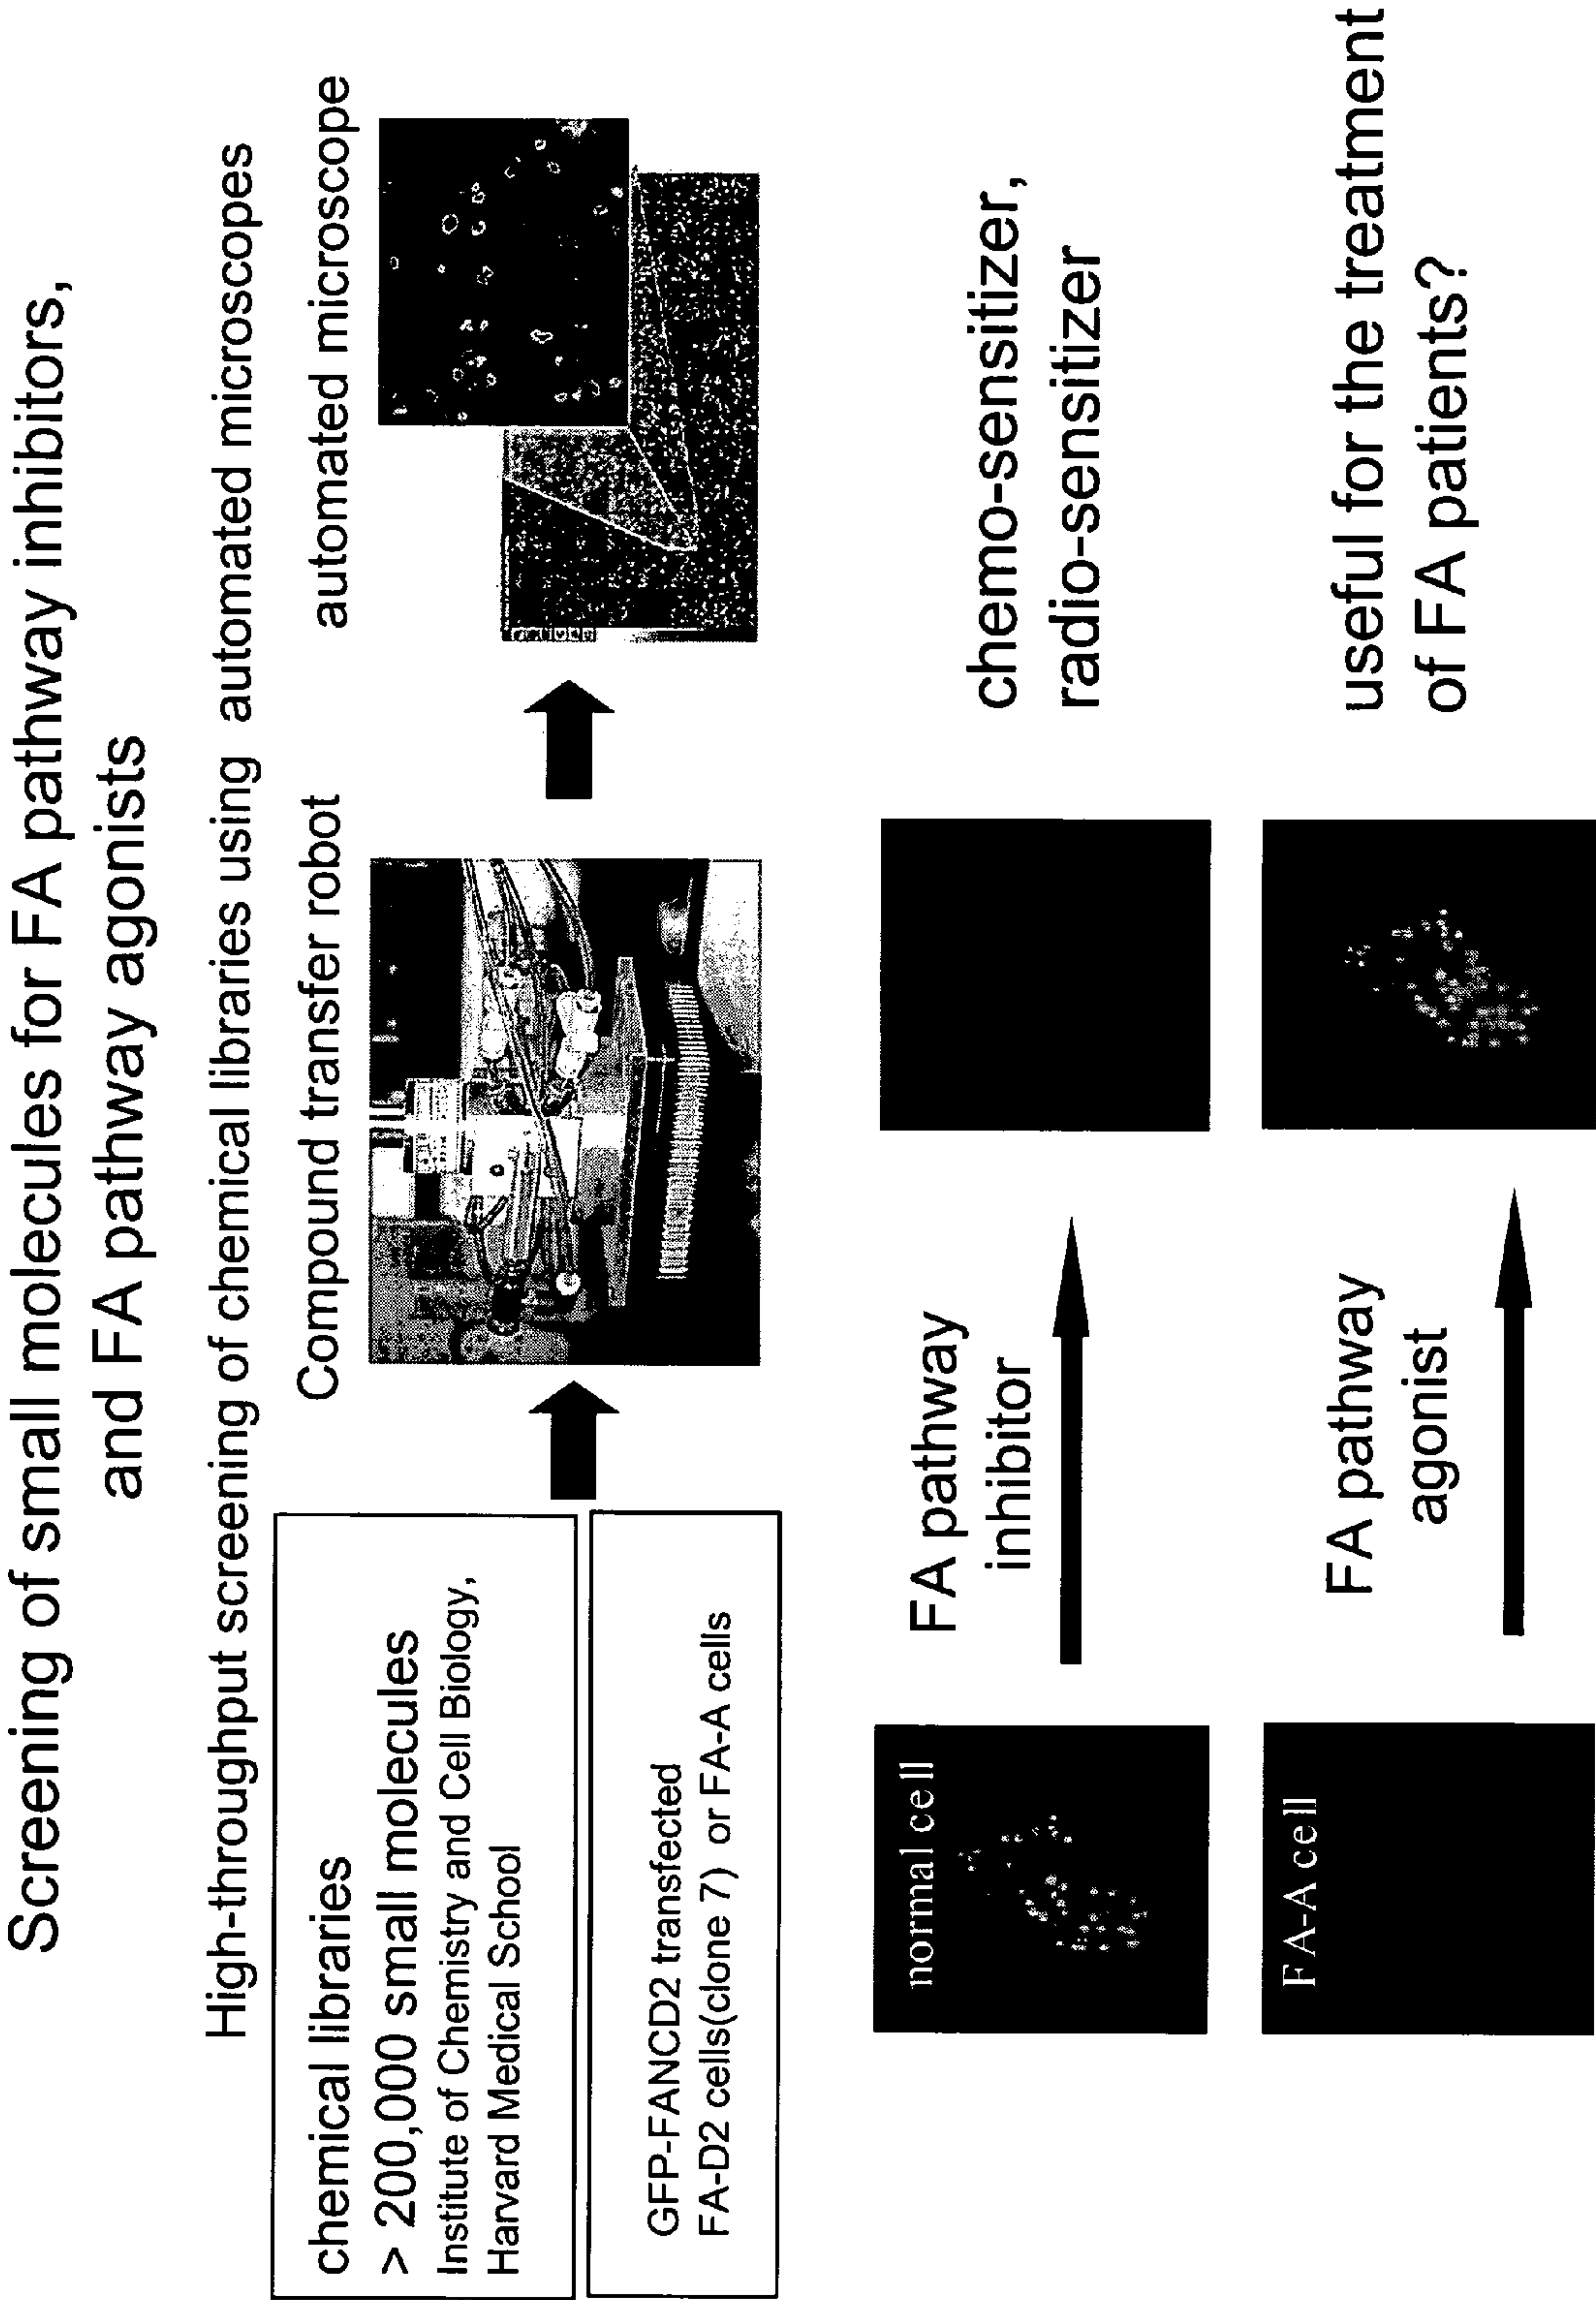 Screening of small molecules for FA pathway inhibitors,
and FA pathway agonists
High-throughput screening of chemical libraries using automated microscopes
chemical libraries
> 200,000 small molecules
Institute of Chemistry and Cell Biology,
Harvard Medical School
GFP-FANCD2 transfected
FA-D2 cells(clone 7) or FA-A cells
Compound transfer robot
automated microscope
normal cell
FA pathway
inhibitor
chemo-sensitizer,
radio-sensitizer
FA-A cell
FA pathway
agonist
useful for the treatment
of FA patients?